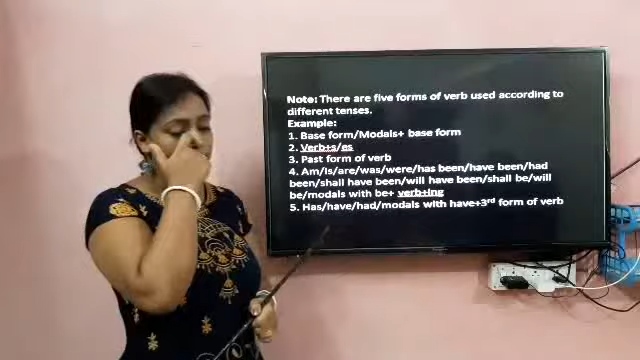 Note: There are five forms of verb used according to
different tenses.
Example:
1. Base form/Modals+ base form
2. Verb+s/es
3. Past form of verb
4. Am/is/are/was/were/has been/have been/had
been/shall have been/will have been/shall be/will
be/modals with be+ verb+ing
5. Has/have/had/modals with have+3rd form of verb